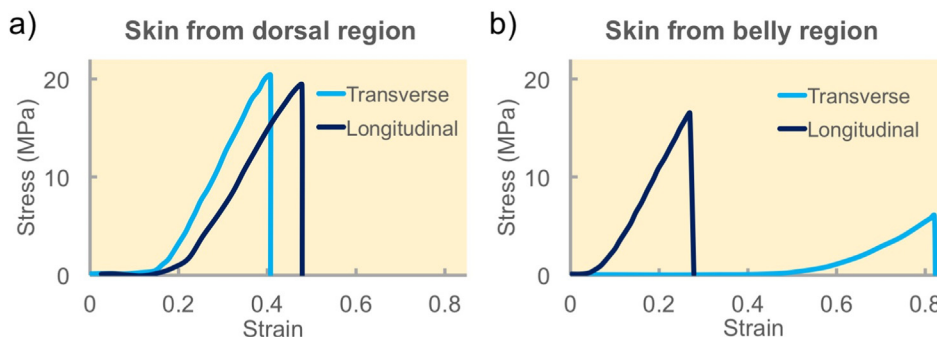 a)
Skin from dorsal region
20
10
0
Stress (MPa)
Transverse
Longitudinal
0 0.2 0.4 0.6 0.8
Strain
b)
Skin from belly region
20
10
0
Stress (MPa)
Transverse
Longitudinal
0 0.2 0.4 0.6 0.8
Strain